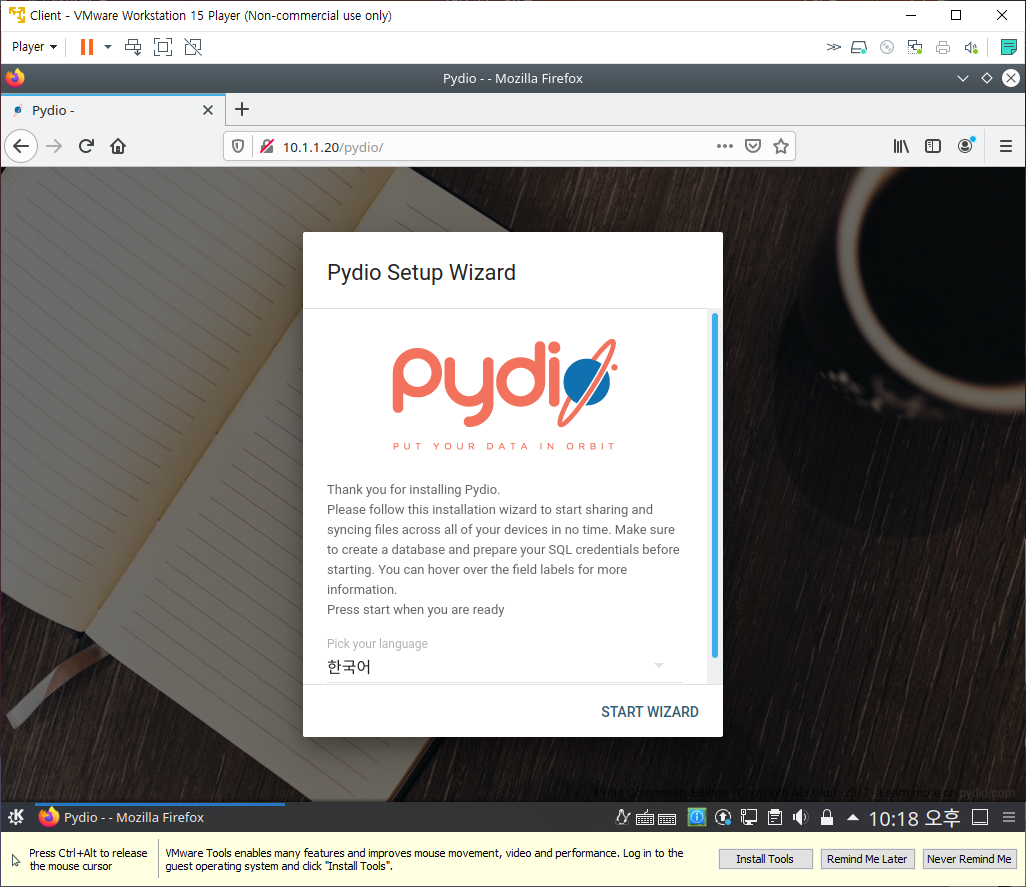 Client - VMware Workstation 15 Player (Non-commercial use only)
Player
Pydio - - Mozilla Firefox
Pydio -
10.1.1.20/pydio/
Pydio Setup Wizard
pydio
PUT YOUR DATA IN ORBIT
Thank you for installing Pydio.
Please follow this installation wizard to start sharing and
syncing files across all of your devices in no time. Make sure
to create a database and prepare your SQL credentials before
starting. You can hover over the field labels for more
information.
Press start when you are ready
Pick your language
한국어
START WIZARD
Pydio Community Edition - Copyright Abstrium 2017 - Learn more on pydio.com
Pydio - - Mozilla Firefox
10:18 오후
Press Ctrl+Alt to release
the mouse cursor
VMware Tools enables many features and improves mouse movement, video and performance. Log in to the
guest operating system and click "Install Tools".
Install Tools
Remind Me Later
Never Remind Me